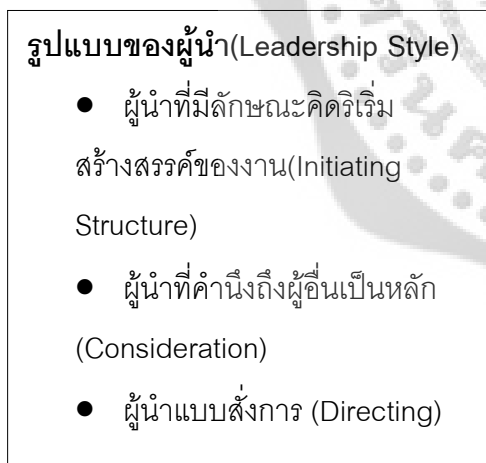 รูปแบบของผู้นำ(Leadership Style)
● ผู้นำที่มีลักษณะคิดริเริ่ม
สร้างสรรค์ของงาน(Initiating
Structure)
● ผู้นำที่คำนึงถึงผู้อื่นเป็นหลัก
(Consideration)
● ผู้นำแบบสั่งการ (Directing)